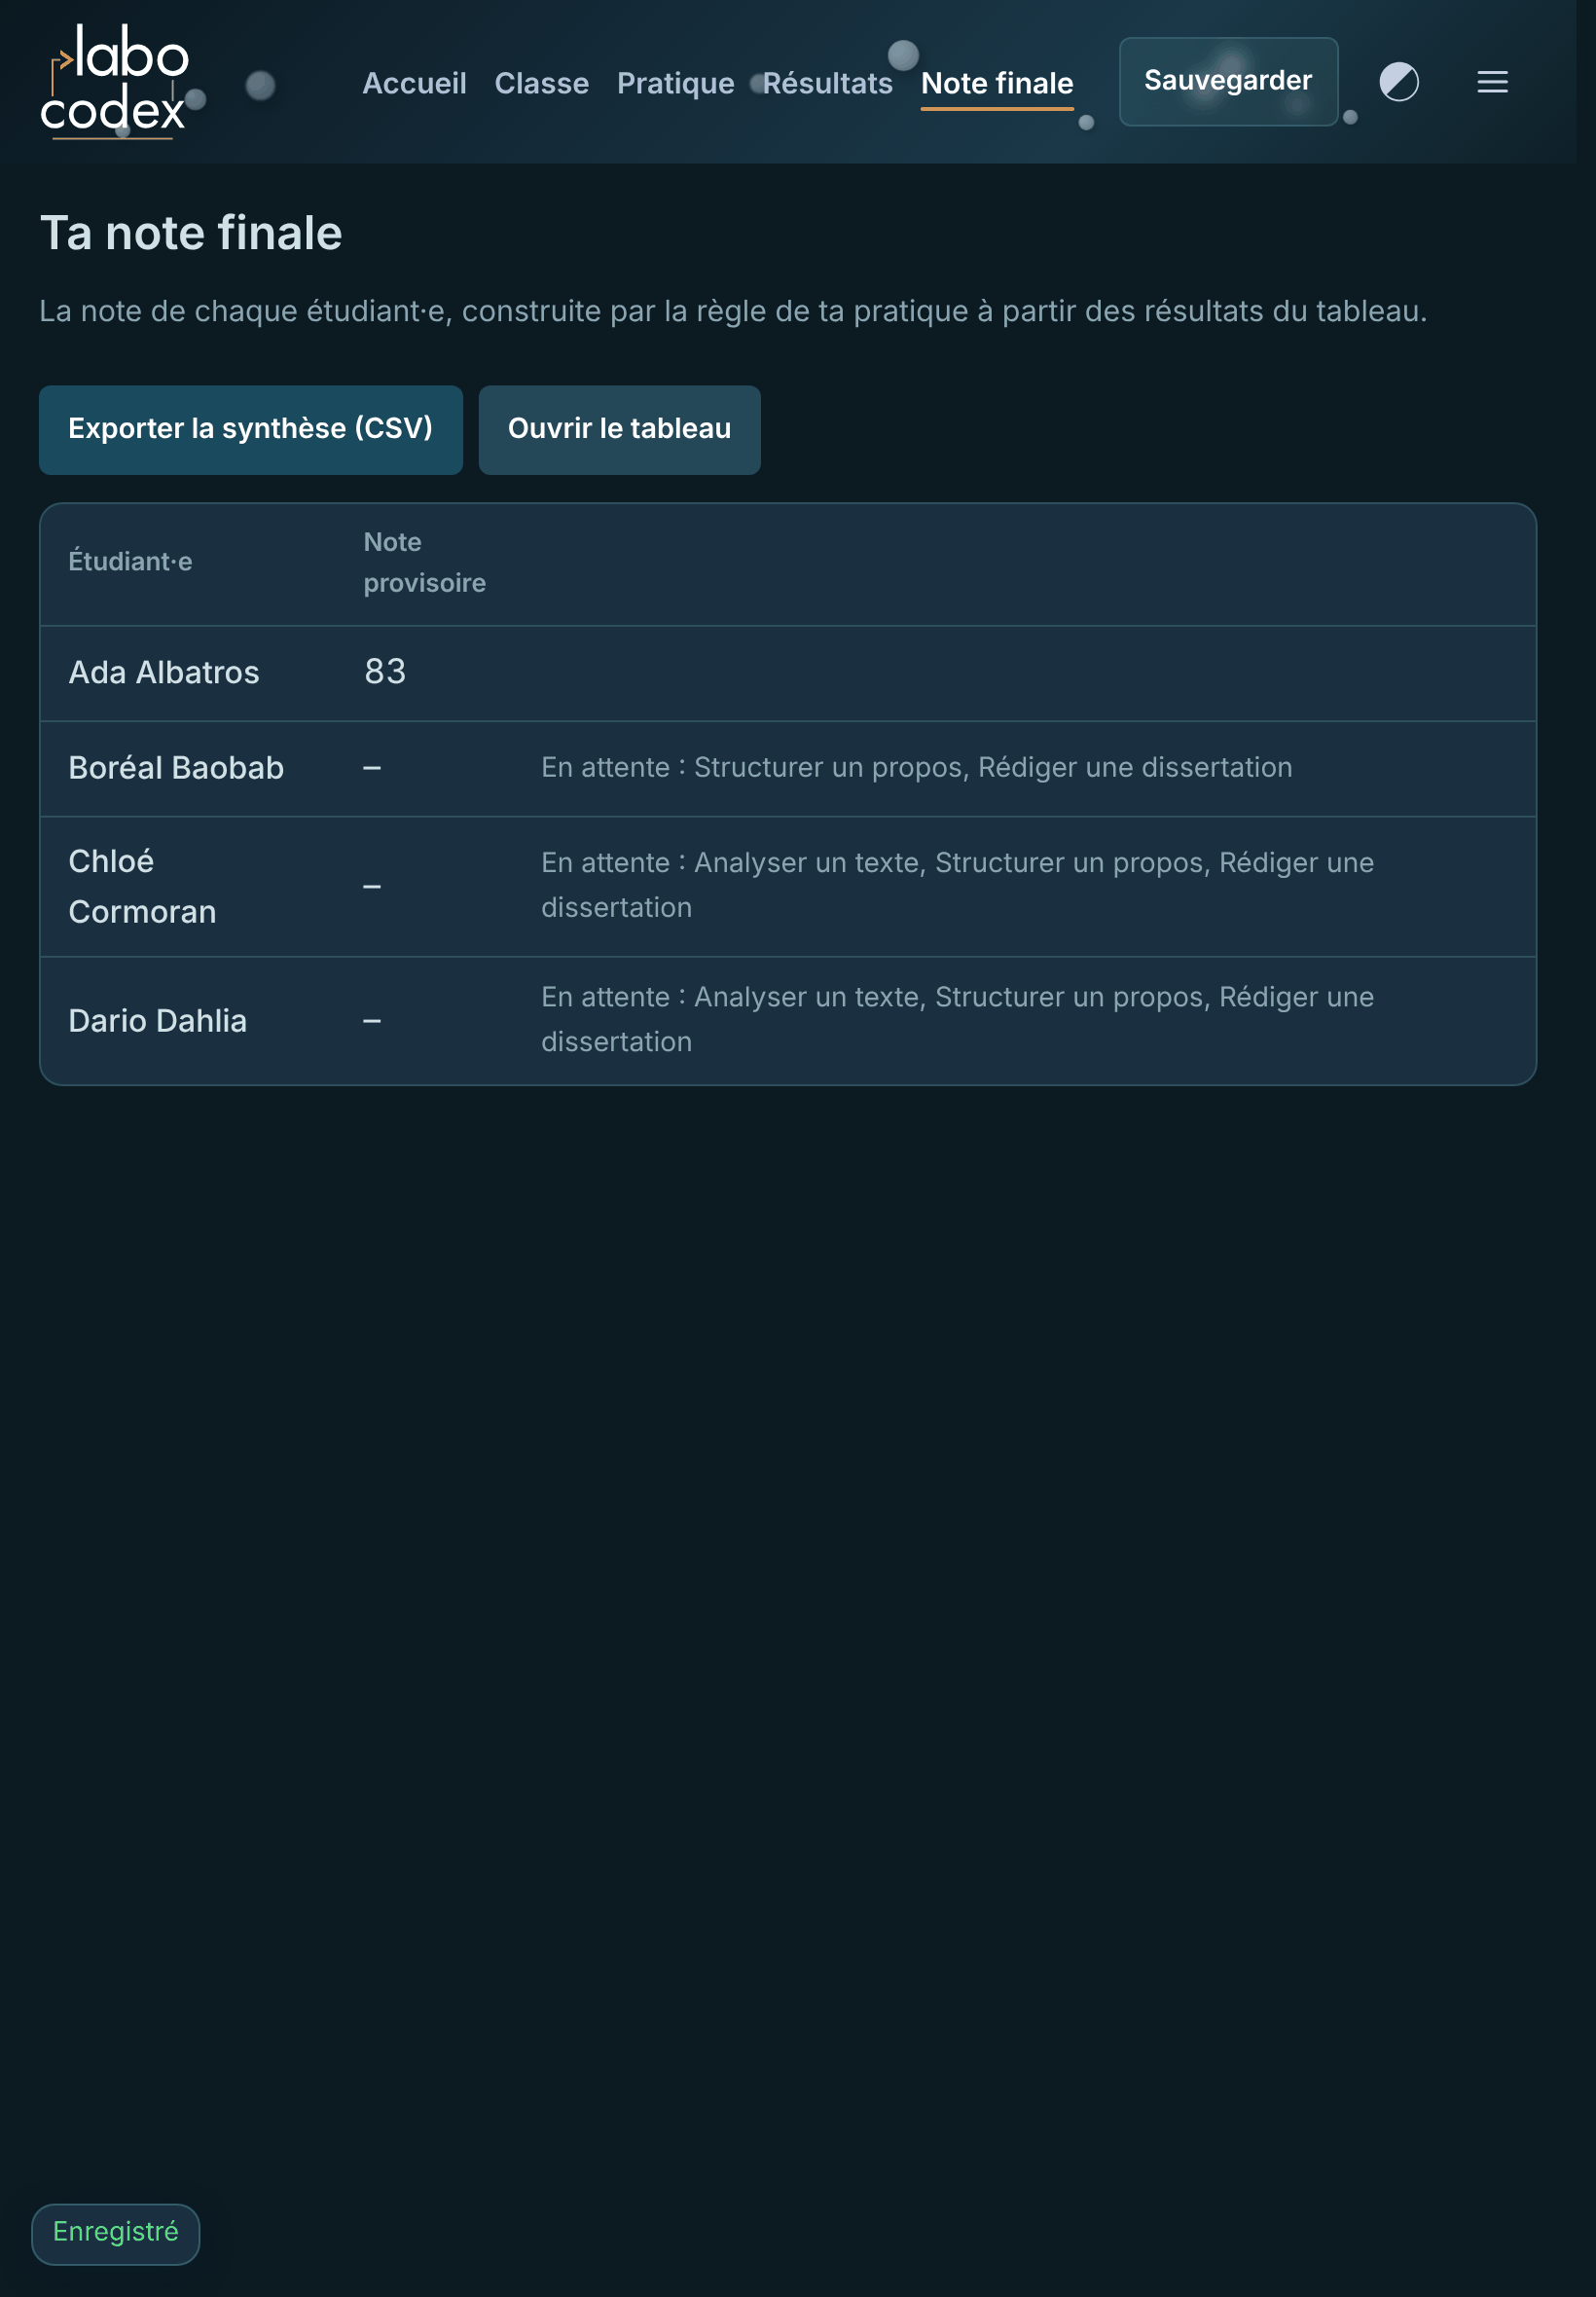 labo
codex
Accueil Classe Pratique Résultats Note finale Sauvegarder
Ta note finale
La note de chaque étudiant·e, construite par la règle de ta pratique à partir des résultats du tableau.
Exporter la synthèse (CSV) Ouvrir le tableau
Étudiant·e Note
provisoire
Ada Albatros 83
Boréal Baobab – En attente : Structurer un propos, Rédiger une dissertation
Chloé
Cormoran – En attente : Analyser un texte, Structurer un propos, Rédiger une
dissertation
Dario Dahlia – En attente : Analyser un texte, Structurer un propos, Rédiger une
dissertation
Enregistré